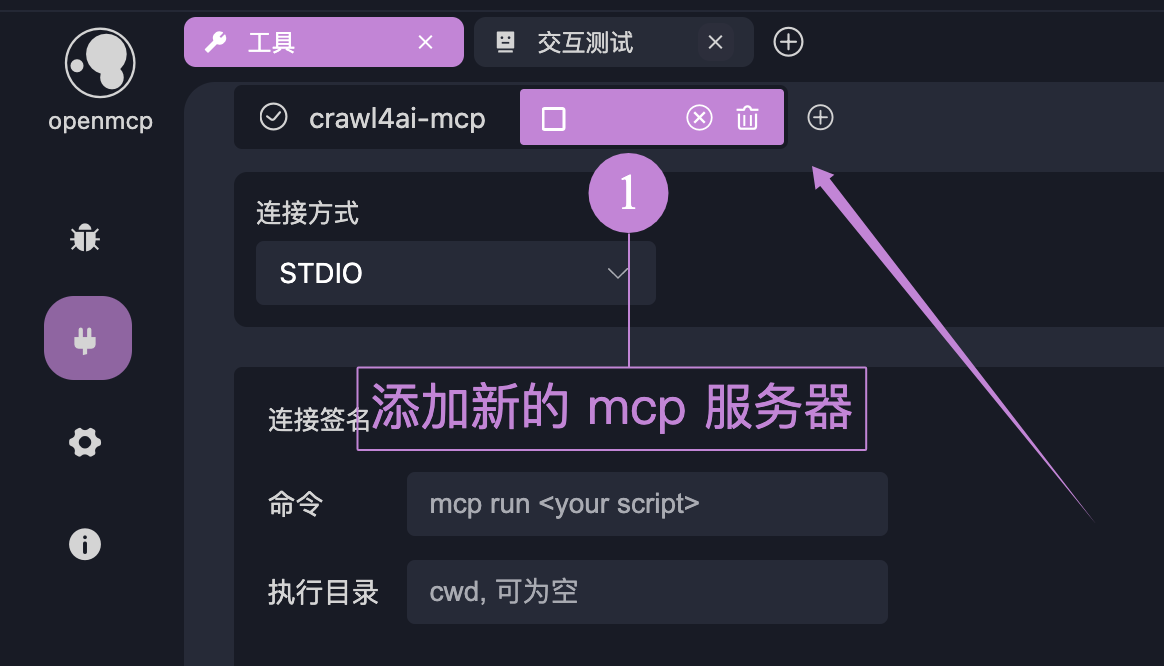 工具
交互测试
openmcp
crawl4ai-mcp
1
连接方式
STDIO
添加新的 mcp 服务器
连接签名
命令
mcp run <your script>
执行目录
cwd, 可为空